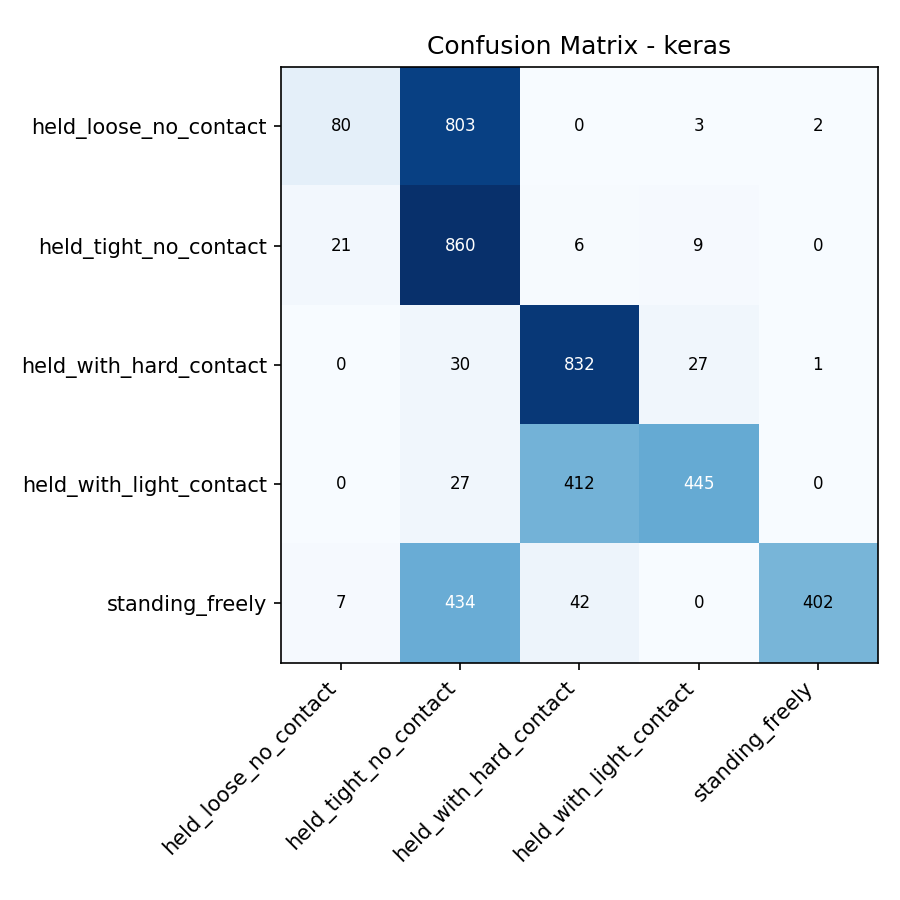 Confusion Matrix - keras
held_loose_no_contact 80 803 0 3 2
held_tight_no_contact 21 860 6 9 0
held_with_hard_contact 0 30 832 27 1
held_with_light_contact 0 27 412 445 0
standing_freely 7 434 42 0 402
held_loose_no_contact
held_tight_no_contact
held_with_hard_contact
held_with_light_contact
standing_freely